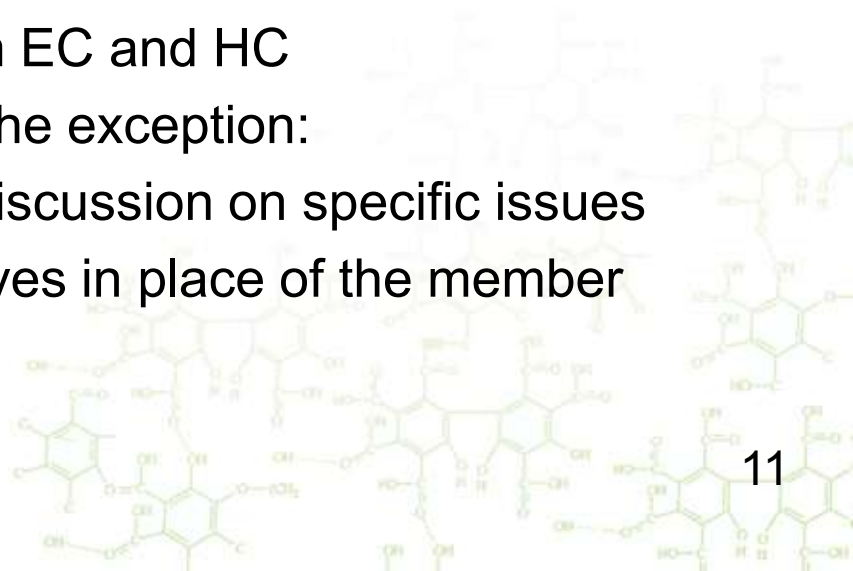 EC and HC
he exception:
iscussion on specific issues
ves in place of the member
11